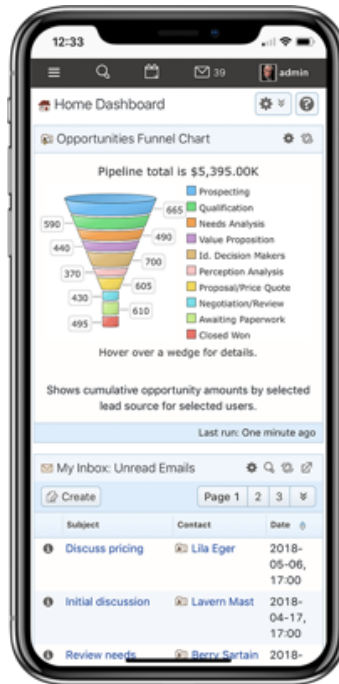 12:33
39 admin
Home Dashboard
Opportunities Funnel Chart
Pipeline total is $5,395.00K
Prospecting
665 Qualification
590
Needs Analysis
490
Value Proposition
440
Id. Decision Makers
700
Perception Analysis
370
Proposal/Price Quote
605
Negotiation/Review
430
Awaiting Paperwork
610
Closed Won
495
Hover over a wedge for details.
Shows cumulative opportunity amounts by selected
lead source for selected users.
Last run: One minute ago
My Inbox: Unread Emails
Create Page 1 2 3
Subject Contact Date
Discuss pricing Lila Eger 2018-
05-06,
17:00
Initial discussion Lavern Mast 2018-
04-17,
17:00
Review needs Berry Sartain 2018-